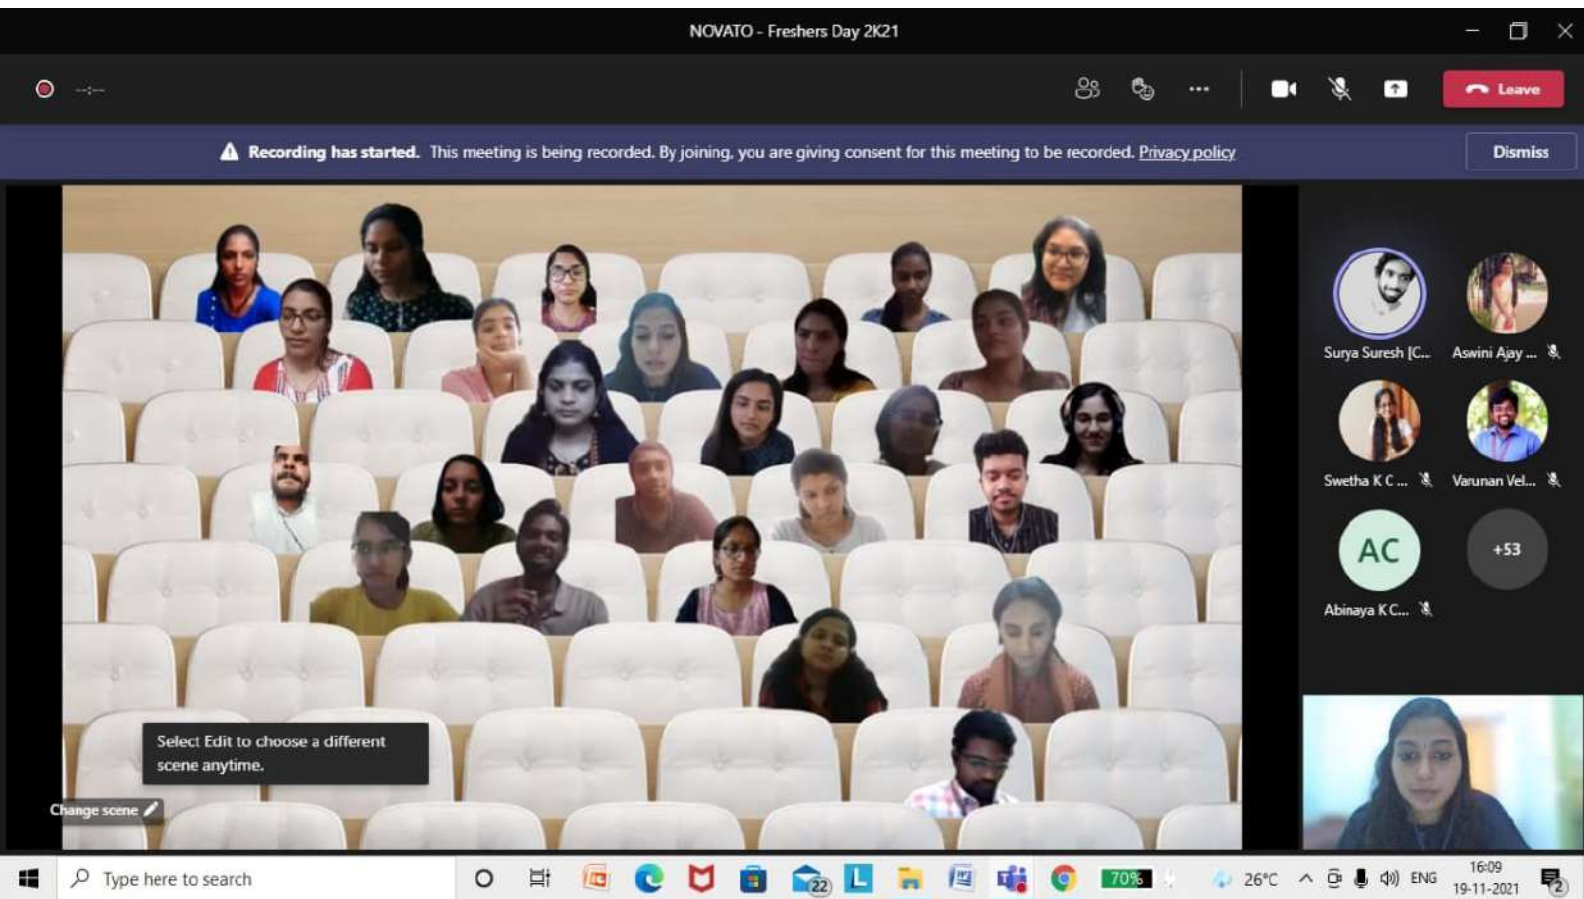 NOVATO - Freshers Day 2K21
--:--
Leave
Recording has started. This meeting is being recorded. By joining, you are giving consent for this meeting to be recorded. Privacy policy
Dismiss
Surya Suresh [C...
Aswini Ajay ...
Swetha K C ...
Varunan Vel...
AC
+53
Abinaya K C...
Select Edit to choose a different
scene anytime.
Change scene
Type here to search
22
L
70%
26°C
ENG
16:09
19-11-2021
2